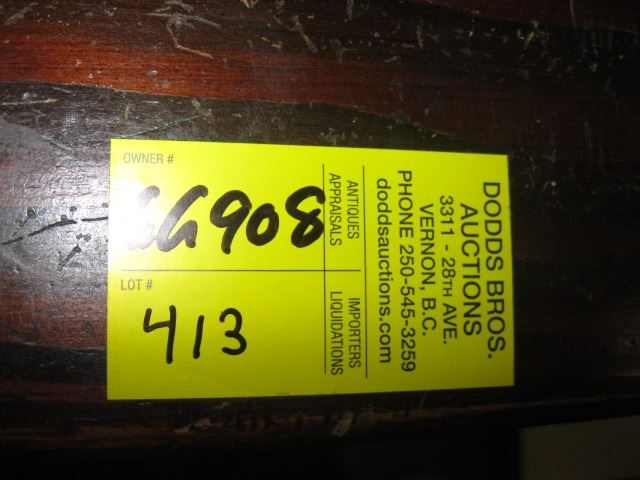 DODDS BROS.
AUCTIONS
3311 - 28TH AVE.
VERNON, B.C.
PHONE 250-545-3259
doddsauctions.com
ANTIQUES
APPRAISALS
IMPORTERS
LIQUIDATIONS
OWNER #
LOT #
413